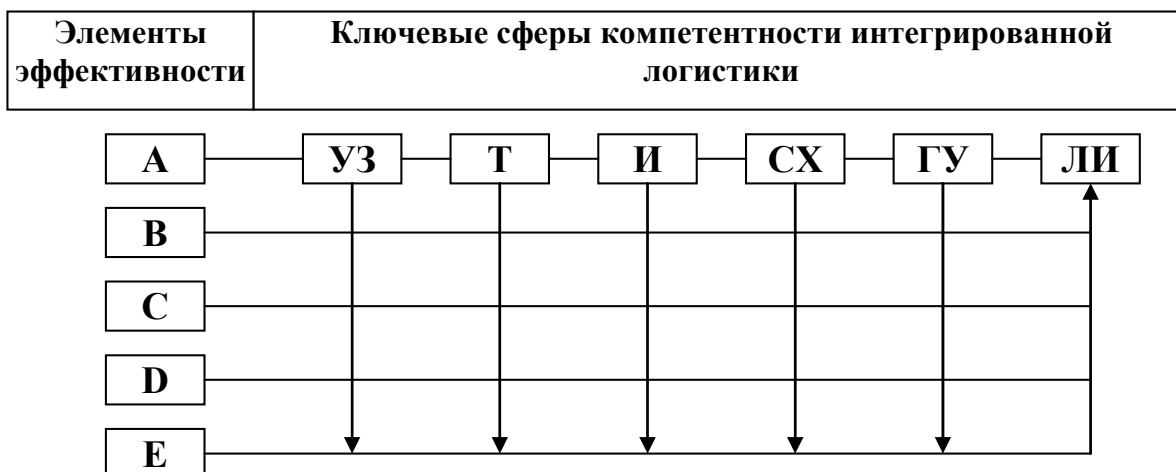 Элементы
эффективности
Ключевые сферы компетентности интегрированной
логистики
A УЗ Т И СХ ГУ ЛИ
B
C
D
E